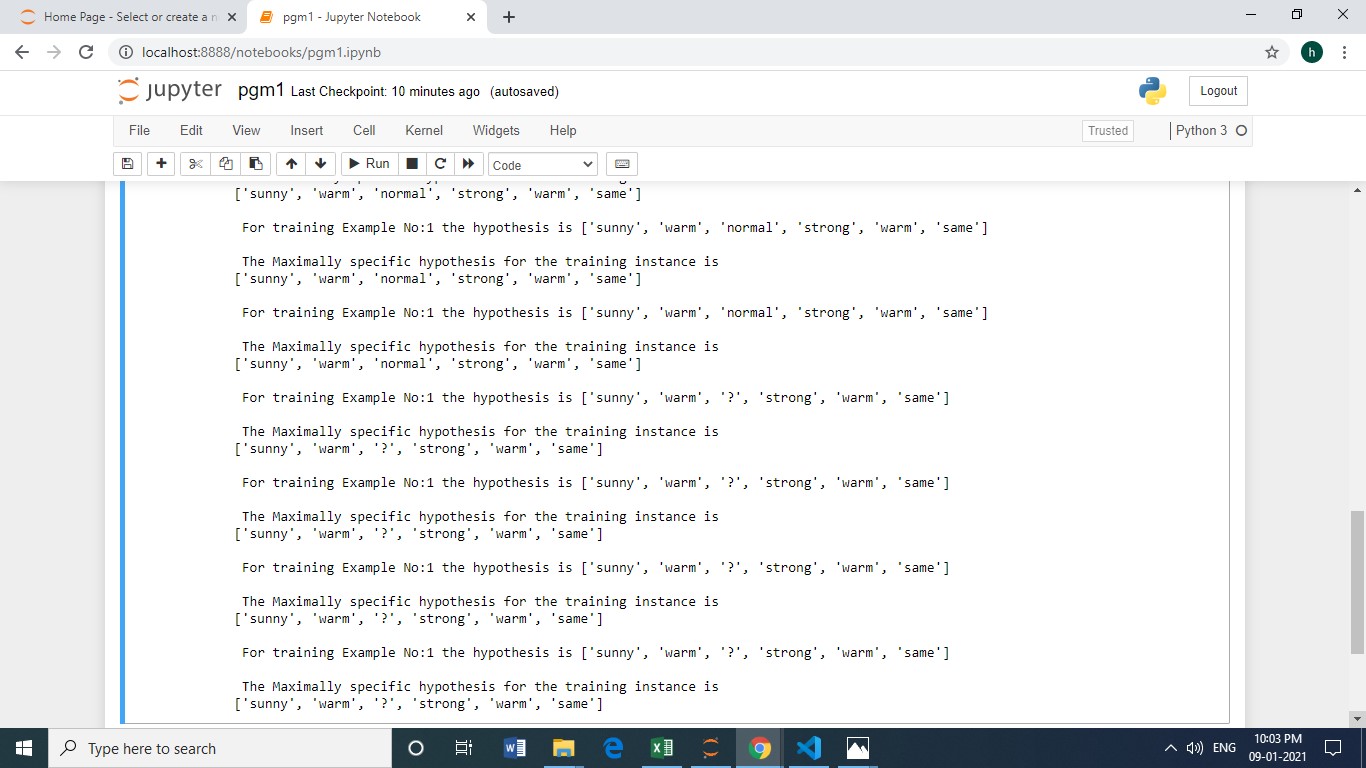 Home Page - Select or create a n
pgm1 - Jupyter Notebook
localhost:8888/notebooks/pgm1.ipynb
h
jupyter pgm1 Last Checkpoint: 10 minutes ago (autosaved)
Logout
File Edit View Insert Cell Kernel Widgets Help
Trusted
Python 3
Run
Code
['sunny', 'warm', 'normal', 'strong', 'warm', 'same']
For training Example No:1 the hypothesis is ['sunny', 'warm', 'normal', 'strong', 'warm', 'same']
The Maximally specific hypothesis for the training instance is
['sunny', 'warm', 'normal', 'strong', 'warm', 'same']
For training Example No:1 the hypothesis is ['sunny', 'warm', 'normal', 'strong', 'warm', 'same']
The Maximally specific hypothesis for the training instance is
['sunny', 'warm', 'normal', 'strong', 'warm', 'same']
For training Example No:1 the hypothesis is ['sunny', 'warm', '?', 'strong', 'warm', 'same']
The Maximally specific hypothesis for the training instance is
['sunny', 'warm', '?', 'strong', 'warm', 'same']
For training Example No:1 the hypothesis is ['sunny', 'warm', '?', 'strong', 'warm', 'same']
The Maximally specific hypothesis for the training instance is
['sunny', 'warm', '?', 'strong', 'warm', 'same']
For training Example No:1 the hypothesis is ['sunny', 'warm', '?', 'strong', 'warm', 'same']
The Maximally specific hypothesis for the training instance is
['sunny', 'warm', '?', 'strong', 'warm', 'same']
For training Example No:1 the hypothesis is ['sunny', 'warm', '?', 'strong', 'warm', 'same']
The Maximally specific hypothesis for the training instance is
['sunny', 'warm', '?', 'strong', 'warm', 'same']
Type here to search
ENG
10:03 PM
09-01-2021